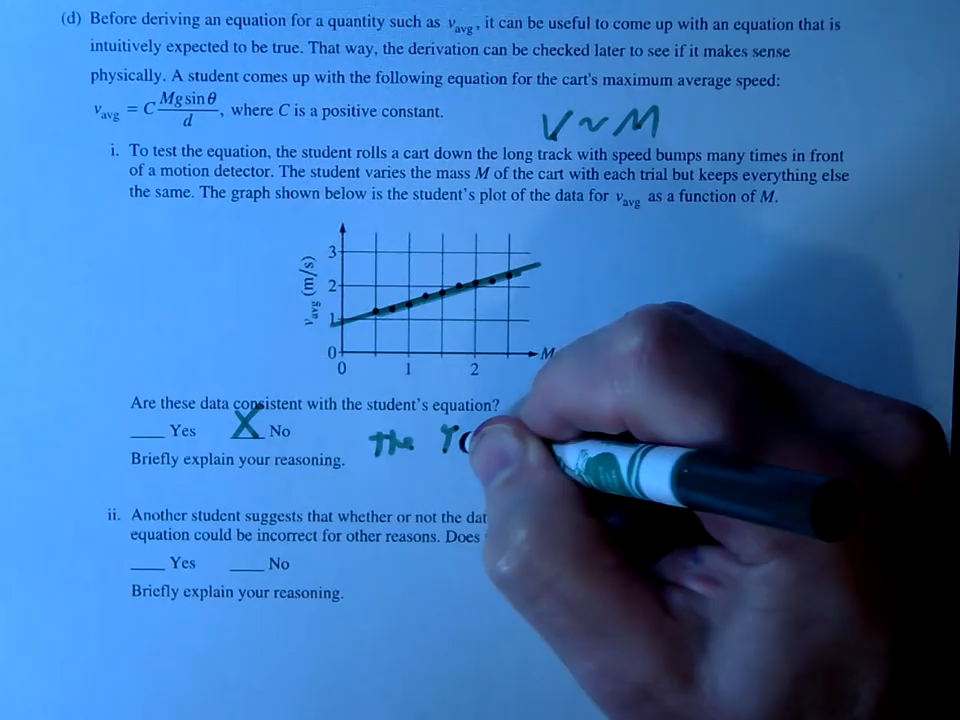 (d) Before deriving an equation for a quantity such as v_avg, it can be useful to come up with an equation that is
intuitively expected to be true. That way, the derivation can be checked later to see if it makes sense
physically. A student comes up with the following equation for the cart's maximum average speed:
v_avg = C Mg sin θ / d, where C is a positive constant.
V ~ M
i. To test the equation, the student rolls a cart down the long track with speed bumps many times in front
of a motion detector. The student varies the mass M of the cart with each trial but keeps everything else
the same. The graph shown below is the student's plot of the data for v_avg as a function of M.
v_avg (m/s)
3
2
1
0
0 1 2
M
Are these data consistent with the student's equation?
___ Yes X No
The
Briefly explain your reasoning.
ii. Another student suggests that whether or not the dat
equation could be incorrect for other reasons. Does
___ Yes ___ No
Briefly explain your reasoning.